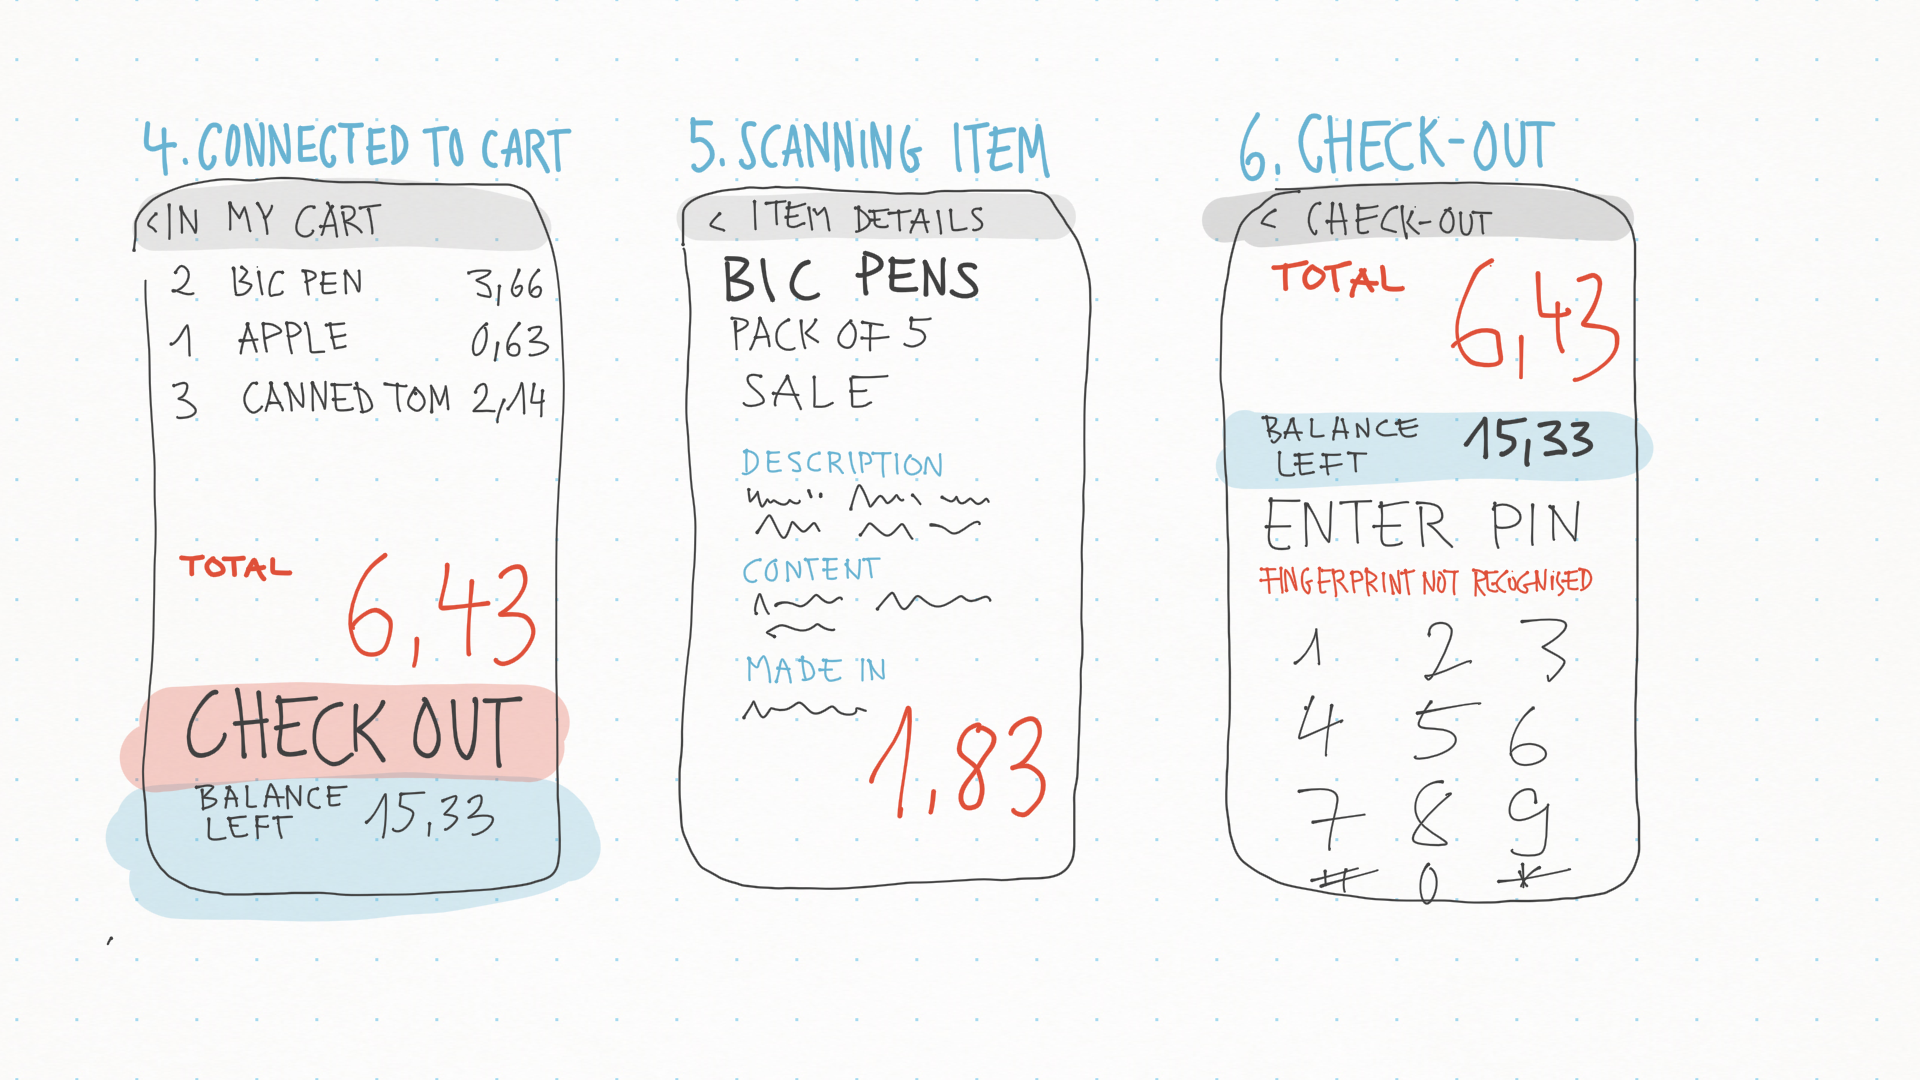 4. CONNECTED TO CART
< IN MY CART
2 BIC PEN 3,66
1 APPLE 0,63
3 CANNED TOM 2,14
TOTAL 6,43
CHECK OUT
BALANCE LEFT 15,33
5. SCANNING ITEM
< ITEM DETAILS
BIC PENS
PACK OF 5
SALE
DESCRIPTION
CONTENT
MADE IN
1,83
6. CHECK-OUT
< CHECK-OUT
TOTAL 6,43
BALANCE LEFT 15,33
ENTER PIN
FINGERPRINT NOT RECOGNISED
1 2 3
4 5 6
7 8 9
# 0 *